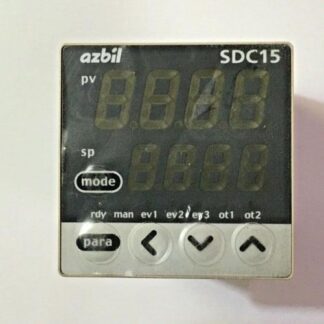 azbil SDC15
pv
sp
mode
rdy man ev1 ev2 ev3 ot1 ot2
para